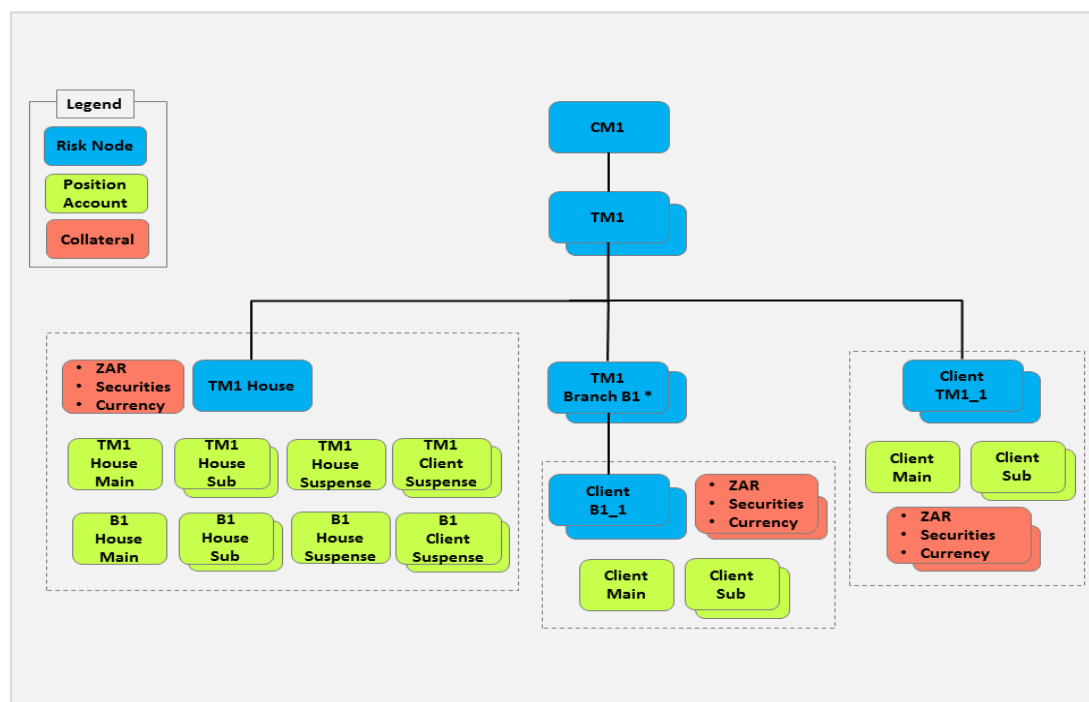 Legend
Risk Node
Position
Account
Collateral
CM1
TM1
• ZAR
• Securities
• Currency
TM1 House
TM1
House
Main
TM1
House
Sub
TM1
House
Suspense
TM1
Client
Suspense
B1
House
Main
B1
House
Sub
B1
House
Suspense
B1
Client
Suspense
TM1
Branch B1 *
Client
B1_1
• ZAR
• Securities
• Currency
Client
Main
Client
Sub
Client
TM1_1
Client
Main
Client
Sub
• ZAR
• Securities
• Currency